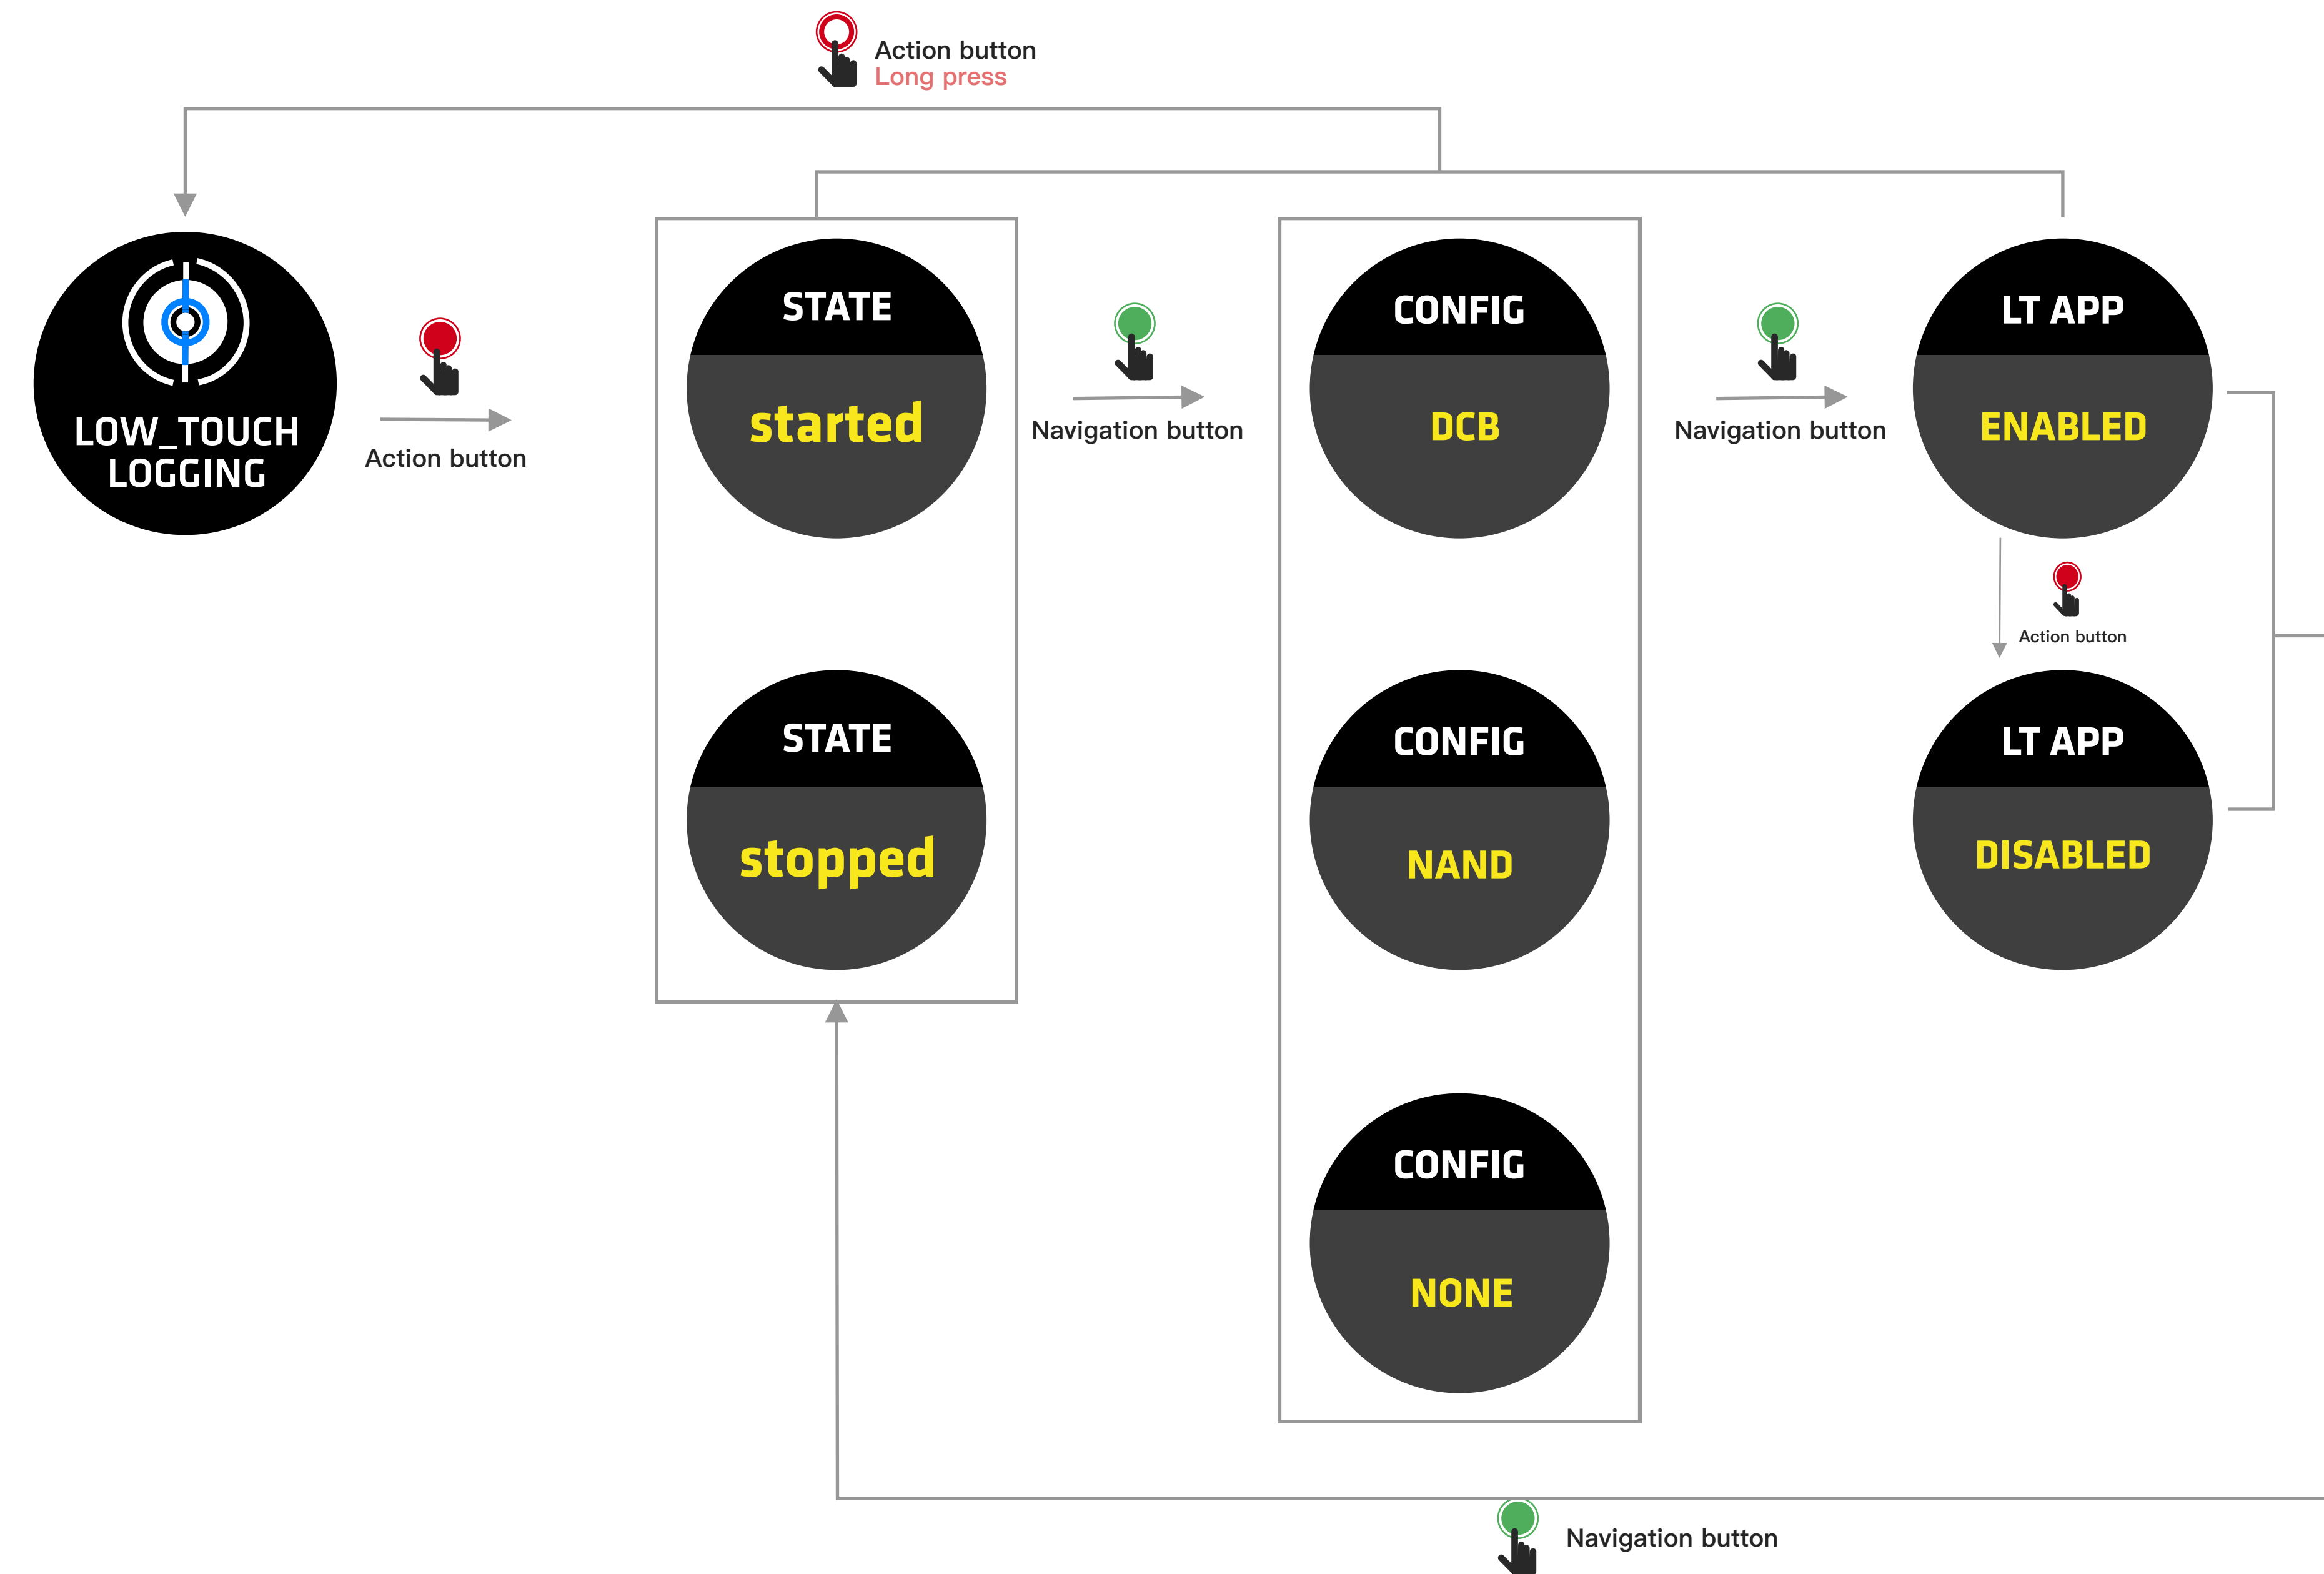 Action button
Long press
LOW_TOUCH
LOGGING
Action button
STATE
started
Navigation button
CONFIG
DCB
Navigation button
LT APP
ENABLED
Action button
STATE
stopped
CONFIG
NAND
LT APP
DISABLED
CONFIG
NONE
Navigation button